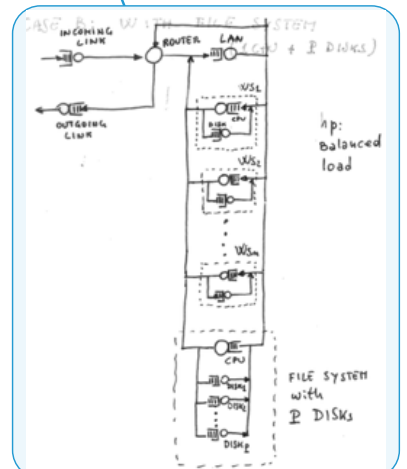 CASE B: WITH FILE SYSTEM
(CPU + P DISKS)
INCOMING
LINK
ROUTER
LAN
OUTGOING
LINK
WS1
CPU
DISK
hp:
Balanced
load
WS2
WSm
CPU
DISK1
DISK2
DISKP
FILE SYSTEM
with
P DISKS